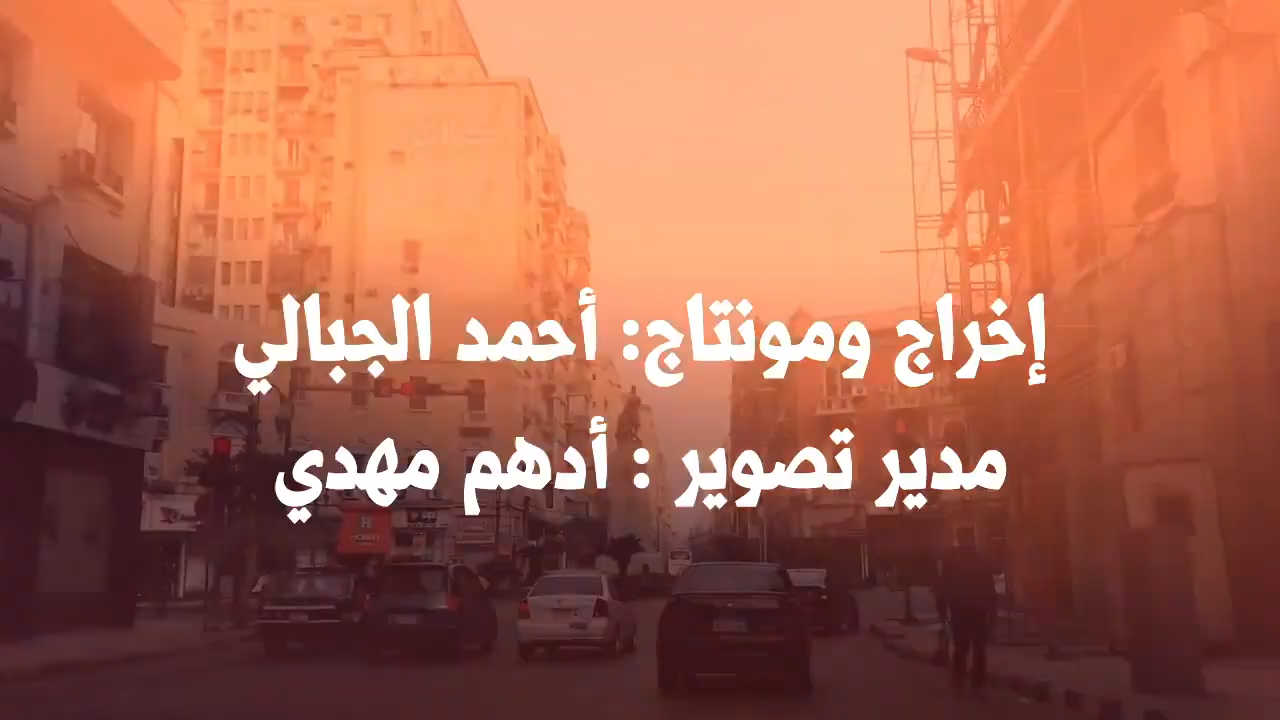 إخراج ومونتاج: أحمد الجبالي
مدير تصوير : أدهم مهدي